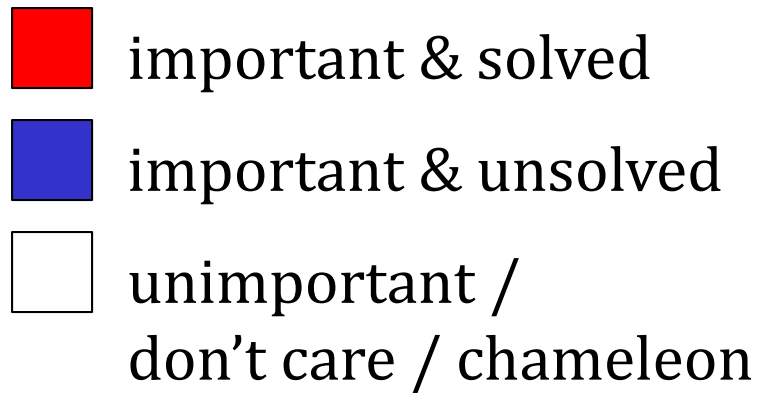 important & solved
important & unsolved
unimportant /
don’t care / chameleon